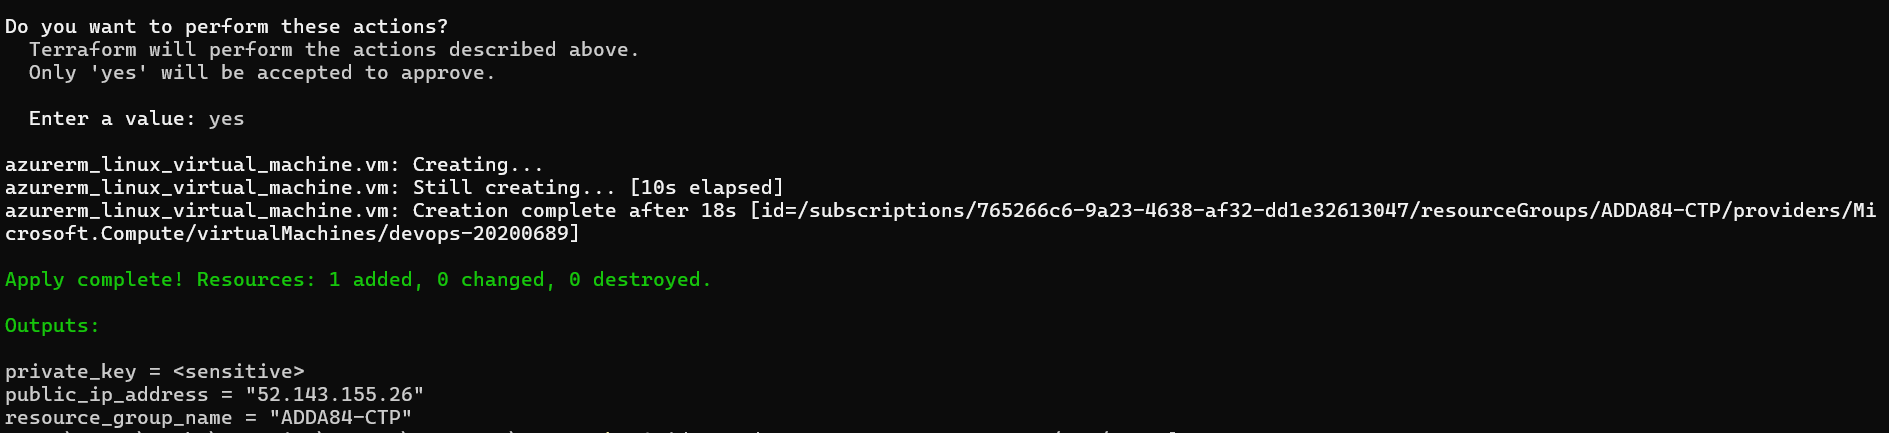 Do you want to perform these actions?
  Terraform will perform the actions described above.
  Only 'yes' will be accepted to approve.

  Enter a value: yes

azurerm_linux_virtual_machine.vm: Creating...
azurerm_linux_virtual_machine.vm: Still creating... [10s elapsed]
azurerm_linux_virtual_machine.vm: Creation complete after 18s [id=/subscriptions/765266c6-9a23-4638-af32-dd1e32613047/resourceGroups/ADDA84-CTP/providers/Mi
crosoft.Compute/virtualMachines/devops-20200689]

Apply complete! Resources: 1 added, 0 changed, 0 destroyed.

Outputs:

private_key = <sensitive>
public_ip_address = "52.143.155.26"
resource_group_name = "ADDA84-CTP"